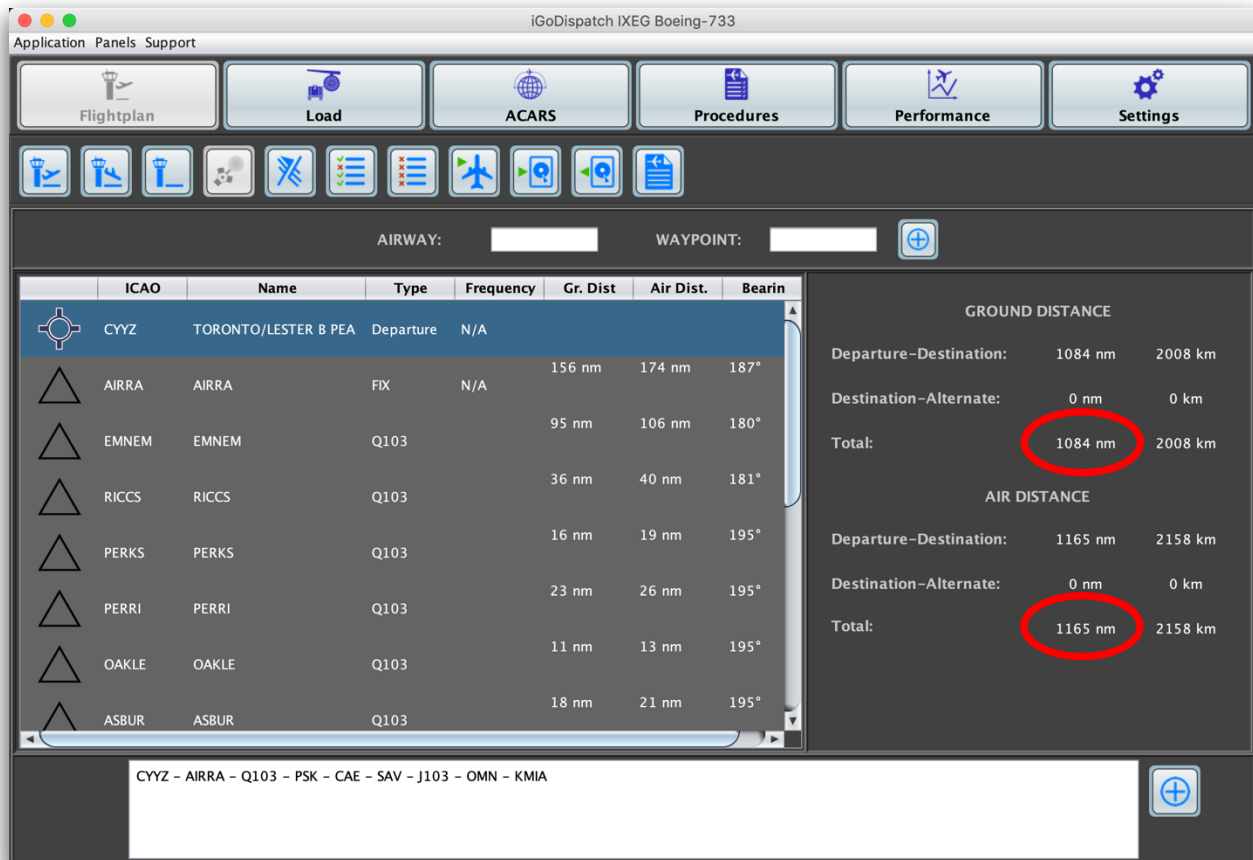 iGoDispatch IXEG Boeing-733
Application Panels Support
Flightplan Load ACARS Procedures Performance Settings
AIRWAY: WAYPOINT:
ICAO Name Type Frequency Gr. Dist Air Dist. Bearin
CYYZ TORONTO/LESTER B PEA Departure N/A
156 nm 174 nm 187°
AIRRA AIRRA FIX N/A
95 nm 106 nm 180°
EMNEM EMNEM Q103
36 nm 40 nm 181°
RICCS RICCS Q103
16 nm 19 nm 195°
PERKS PERKS Q103
23 nm 26 nm 195°
PERRI PERRI Q103
11 nm 13 nm 195°
OAKLE OAKLE Q103
18 nm 21 nm 195°
ASBUR ASBUR Q103
GROUND DISTANCE
Departure-Destination: 1084 nm 2008 km
Destination-Alternate: 0 nm 0 km
Total: 1084 nm 2008 km
AIR DISTANCE
Departure-Destination: 1165 nm 2158 km
Destination-Alternate: 0 nm 0 km
Total: 1165 nm 2158 km
CYYZ - AIRRA - Q103 - PSK - CAE - SAV - J103 - OMN - KMIA